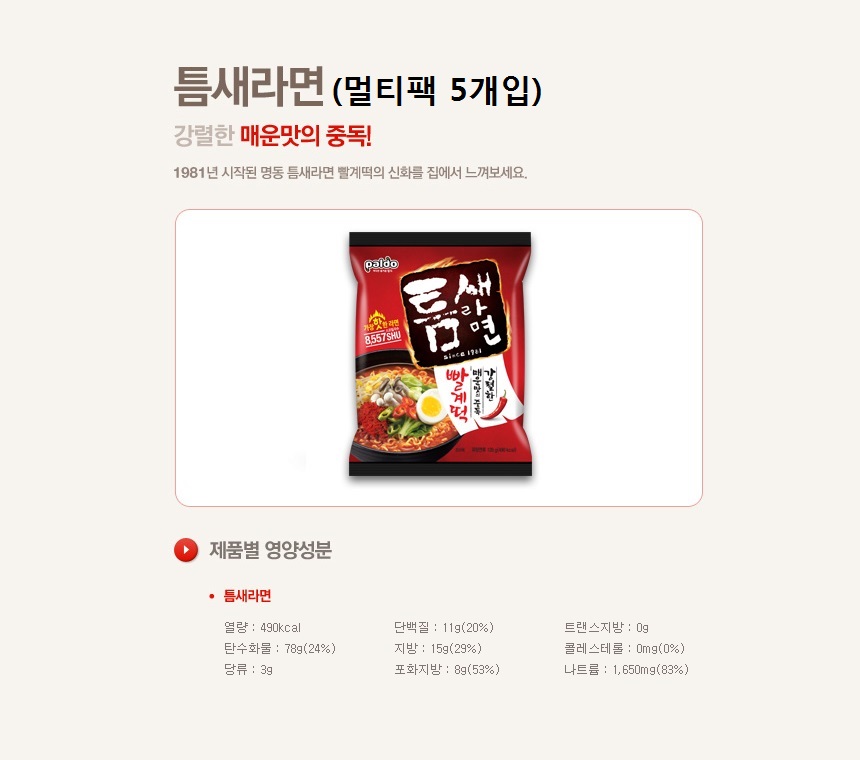 틈새라면 (멀티팩 5개입)
강렬한 매운맛의 중독!
1981년 시작된 명동 틈새라면 빨계떡의 신화를 집에서 느껴보세요.
paldo
틈새
라면
since 1981
가장 핫한 라면
8,557SHU
빨계떡
매운맛의 중독
강렬한
제품별 영양성분
• 틈새라면
열량 : 490kcal 단백질 : 11g(20%) 트랜스지방 : 0g
탄수화물 : 78g(24%) 지방 : 15g(29%) 콜레스테롤 : 0mg(0%)
당류 : 3g 포화지방 : 8g(53%) 나트륨 : 1,650mg(83%)